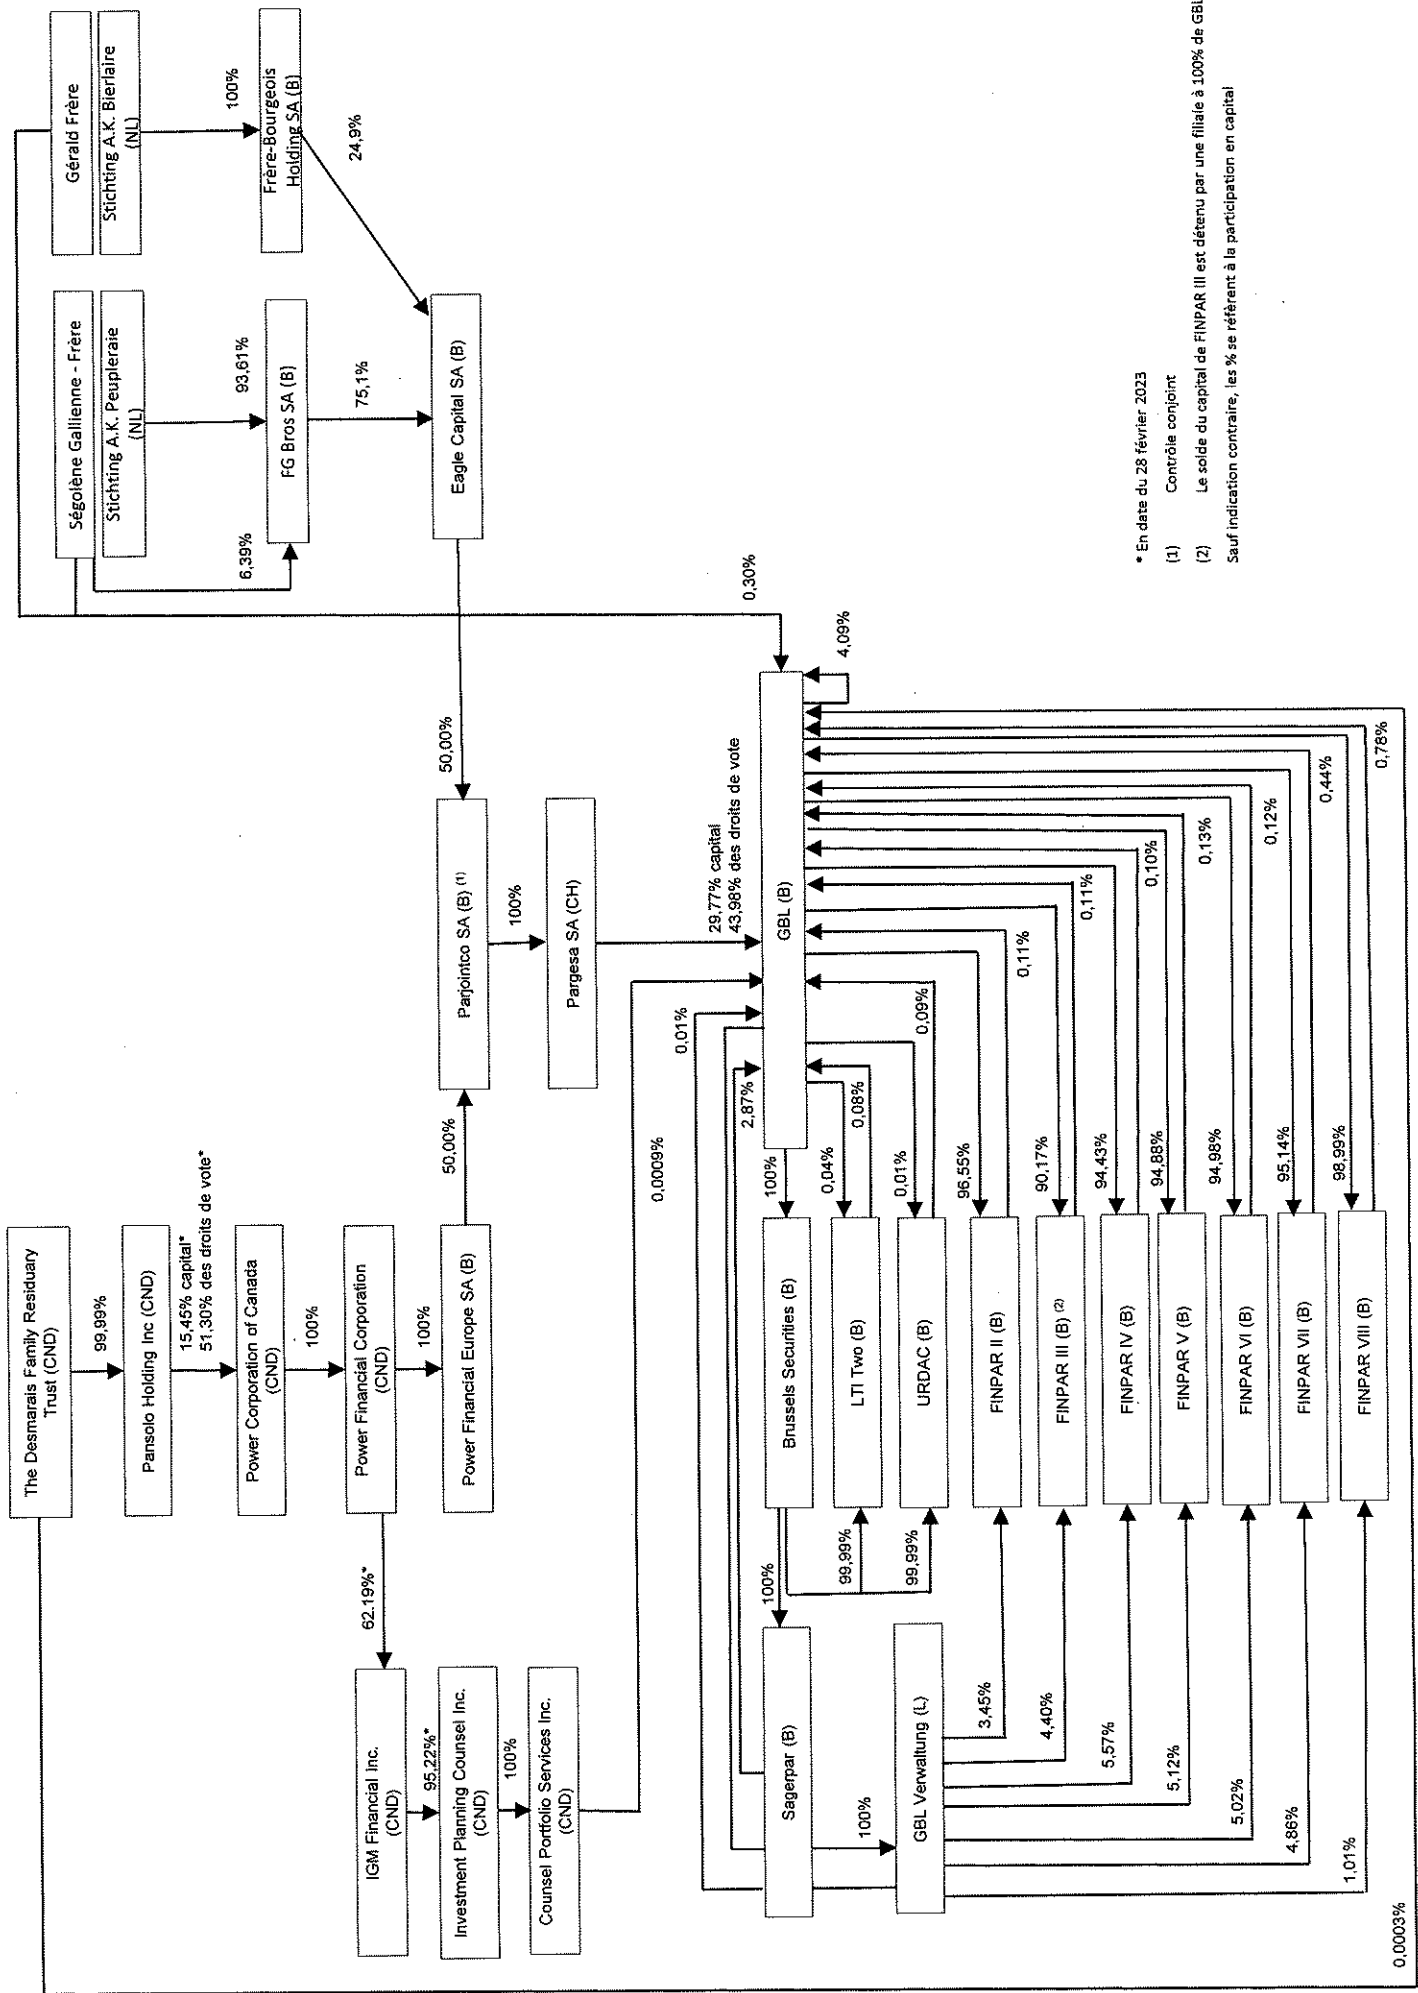 The Desmarais Family Residuary
Trust (CND)
99,99%
Pansolo Holding Inc (CND)
15,45% capital*
51,30% des droits de vote*
Power Corporation of Canada
(CND)
100%
Power Financial Corporation
(CND)
62.19%*
100%
IGM Financial Inc.
(CND)
95,22%*
Investment Planning Counsel Inc.
(CND)
100%
Counsel Portfolio Services Inc.
(CND)
0,0009%
Power Financial Europe SA (B)
50,00%
Parjointco SA (B) (1)
50,00%
100%
Pargesa SA (CH)
29,77% capital
43,98% des droits de vote
Ségolène Gallienne - Frère
Stichting A.K. Peupleraie
(NL)
6,39%
93,61%
FG Bros SA (B)
75,1%
Gérald Frère
Stichting A.K. Bierlaire
(NL)
100%
Frère-Bourgeois
Holding SA (B)
24,9%
Eagle Capital SA (B)
0,30%
GBL (B)
4,09%
0,01%
2,87%
100%
Sagerpar (B)
100%
Brussels Securities (B)
100%
GBL Verwaltung (L)
99,99%
LTI Two (B)
0,04%
0,08%
99,99%
URDAC (B)
0,01%
0,09%
3,45%
FINPAR II (B)
96,55%
0,11%
4,40%
FINPAR III (B) (2)
90,17%
0,11%
5,57%
FINPAR IV (B)
94,43%
0,10%
5,12%
FINPAR V (B)
94,88%
0,13%
5,02%
FINPAR VI (B)
94,98%
0,12%
4,86%
FINPAR VII (B)
95,14%
0,44%
1,01%
FINPAR VIII (B)
98,99%
0,78%
0,0003%
* En date du 28 février 2023
(1) Contrôle conjoint
(2) Le solde du capital de FINPAR III est détenu par une filiale à 100% de GBL
Sauf indication contraire, les % se réfèrent à la participation en capital